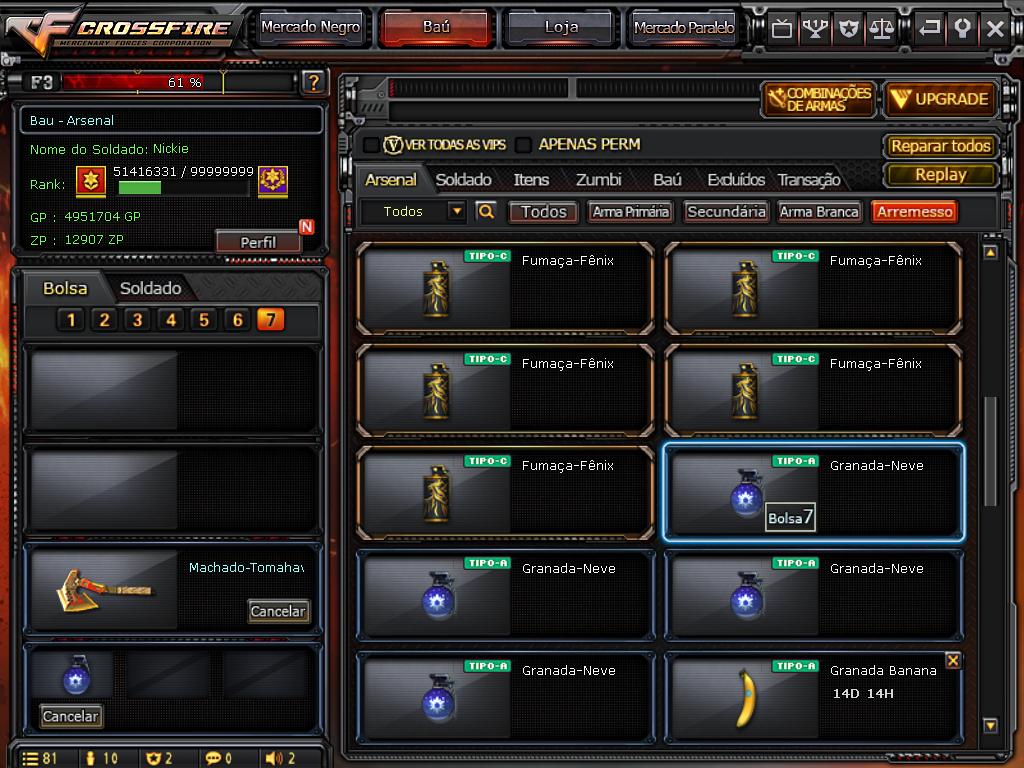 CROSSFIRE
MERCENARY FORCES CORPORATION
Mercado Negro
Baú
Loja
Mercado Paralelo
F3
61 %
?
Bau - Arsenal
Nome do Soldado: Nickie
Rank:
51416331 / 99999999
GP : 4951704 GP
ZP : 12907 ZP
Perfil
N
Bolsa
Soldado
1 2 3 4 5 6 7
Machado-Tomahav
Cancelar
Cancelar
81
10
2
0
2
COMBINAÇÕES
DE ARMAS
UPGRADE
V VER TODAS AS VIPS
APENAS PERM
Reparar todos
Replay
Arsenal
Soldado
Itens
Zumbi
Baú
Excluídos
Transação
Todos
Todos
Arma Primária
Secundária
Arma Branca
Arremesso
TIPO-C
Fumaça-Fênix
TIPO-C
Fumaça-Fênix
TIPO-C
Fumaça-Fênix
TIPO-C
Fumaça-Fênix
TIPO-C
Fumaça-Fênix
TIPO-A
Granada-Neve
Bolsa7
TIPO-A
Granada-Neve
TIPO-A
Granada-Neve
TIPO-A
Granada-Neve
TIPO-A
Granada Banana
14D 14H